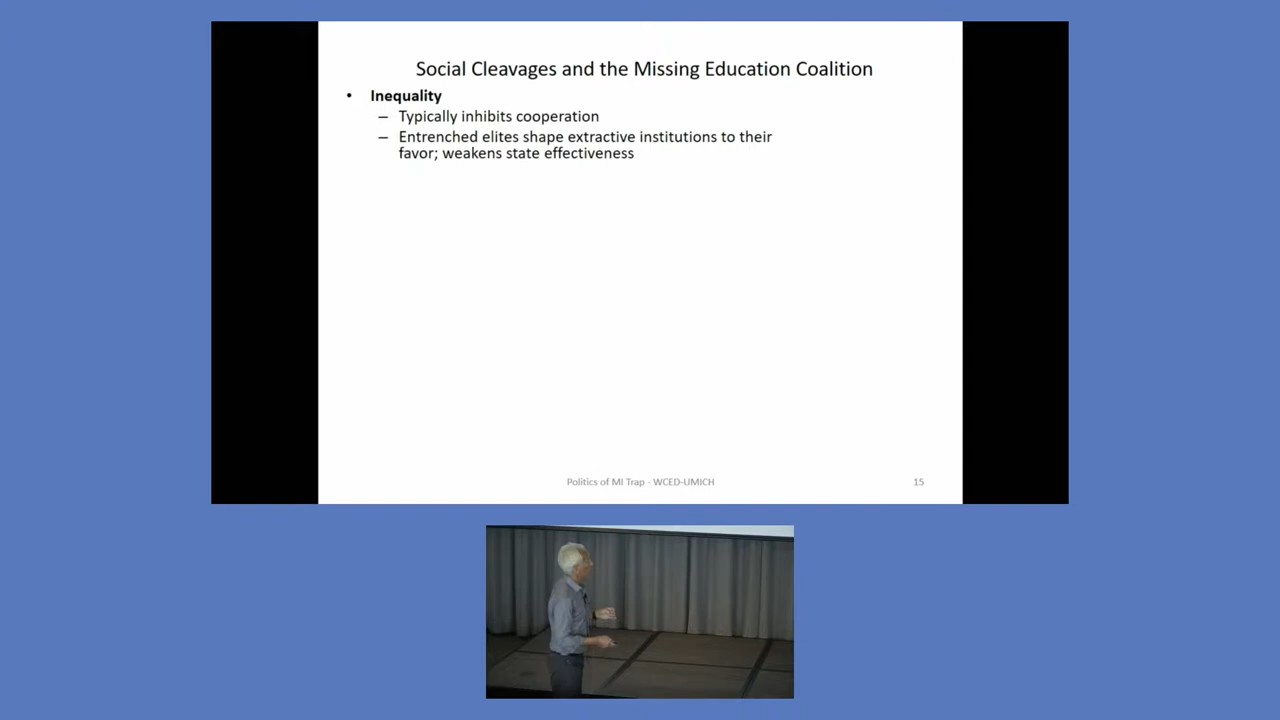 Social Cleavages and the Missing Education Coalition
• Inequality
– Typically inhibits cooperation
– Entrenched elites shape extractive institutions to their
favor; weakens state effectiveness
Politics of MI Trap - WCED-UMICH
15